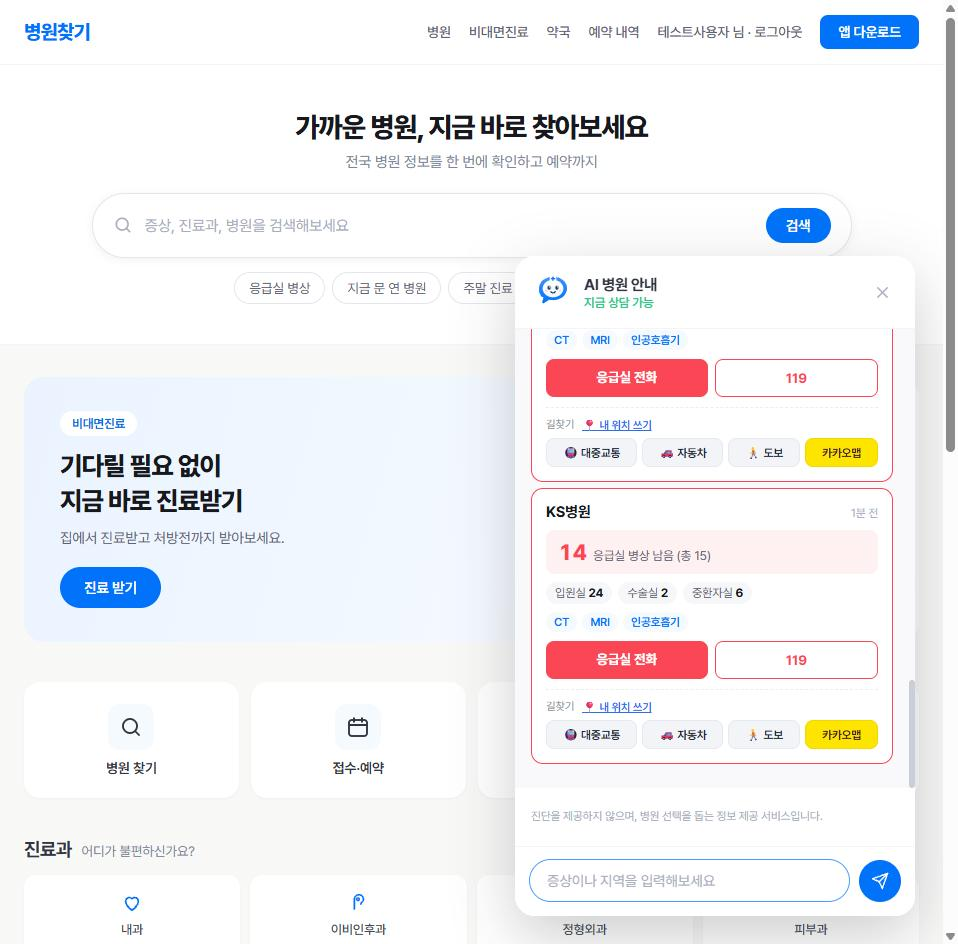 병원찾기
병원 비대면진료 약국 예약 내역 테스트사용자 님 · 로그아웃 앱 다운로드
가까운 병원, 지금 바로 찾아보세요
전국 병원 정보를 한 번에 확인하고 예약까지
증상, 진료과, 병원을 검색해보세요 검색
응급실 병상 지금 문 연 병원 주말 진료
비대면진료
기다릴 필요 없이
지금 바로 진료받기
집에서 진료받고 처방전까지 받아보세요.
진료 받기
병원 찾기 접수·예약
진료과 어디가 불편하신가요?
내과 이비인후과 정형외과 피부과
AI 병원 안내
지금 상담 가능
CT MRI 인공호흡기
응급실 전화 119
길찾기 내 위치 쓰기
대중교통 자동차 도보 카카오맵
KS병원 1분 전
14 응급실 병상 남음 (총 15)
입원실 24 수술실 2 중환자실 6
CT MRI 인공호흡기
응급실 전화 119
길찾기 내 위치 쓰기
대중교통 자동차 도보 카카오맵
진단을 제공하지 않으며, 병원 선택을 돕는 정보 제공 서비스입니다.
증상이나 지역을 입력해보세요